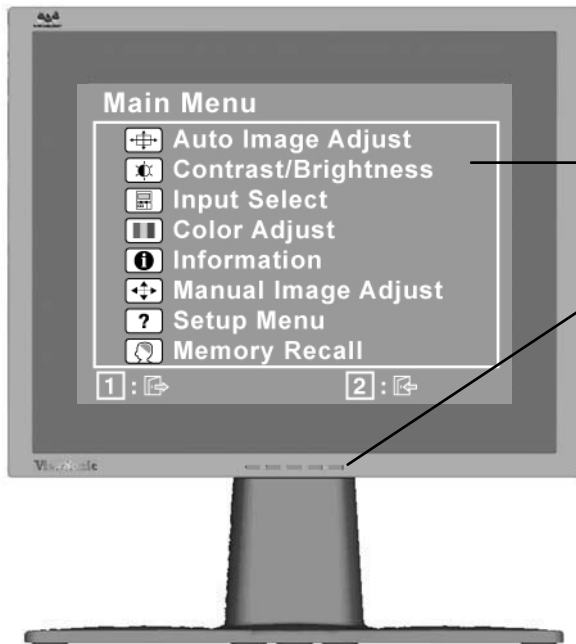 Main Menu
Auto Image Adjust
Contrast/Brightness
Input Select
Color Adjust
Information
Manual Image Adjust
? Setup Menu
Memory Recall
1 : 2 :
ViewSonic